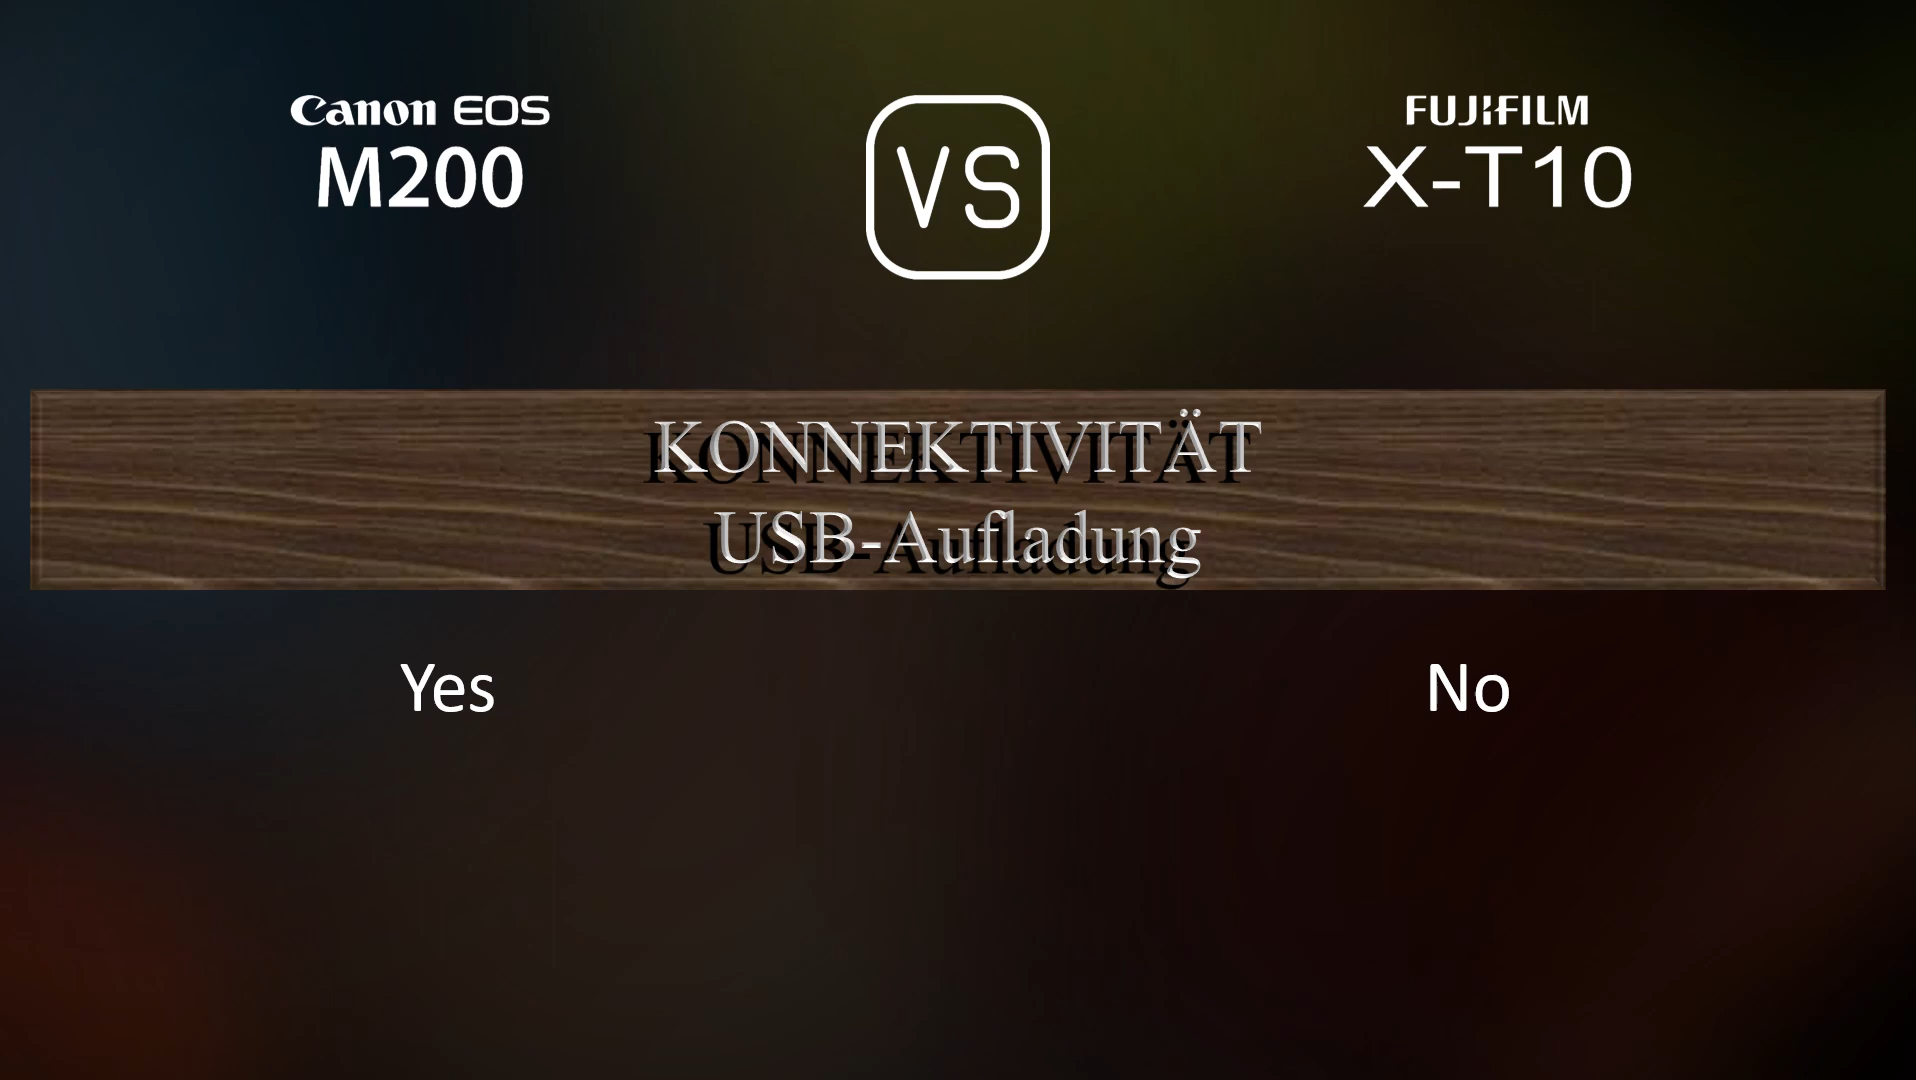 Canon EOS
M200
VS
FUJIFILM
X-T10
KONNEKTIVITÄT
USB-Aufladung
Yes
No